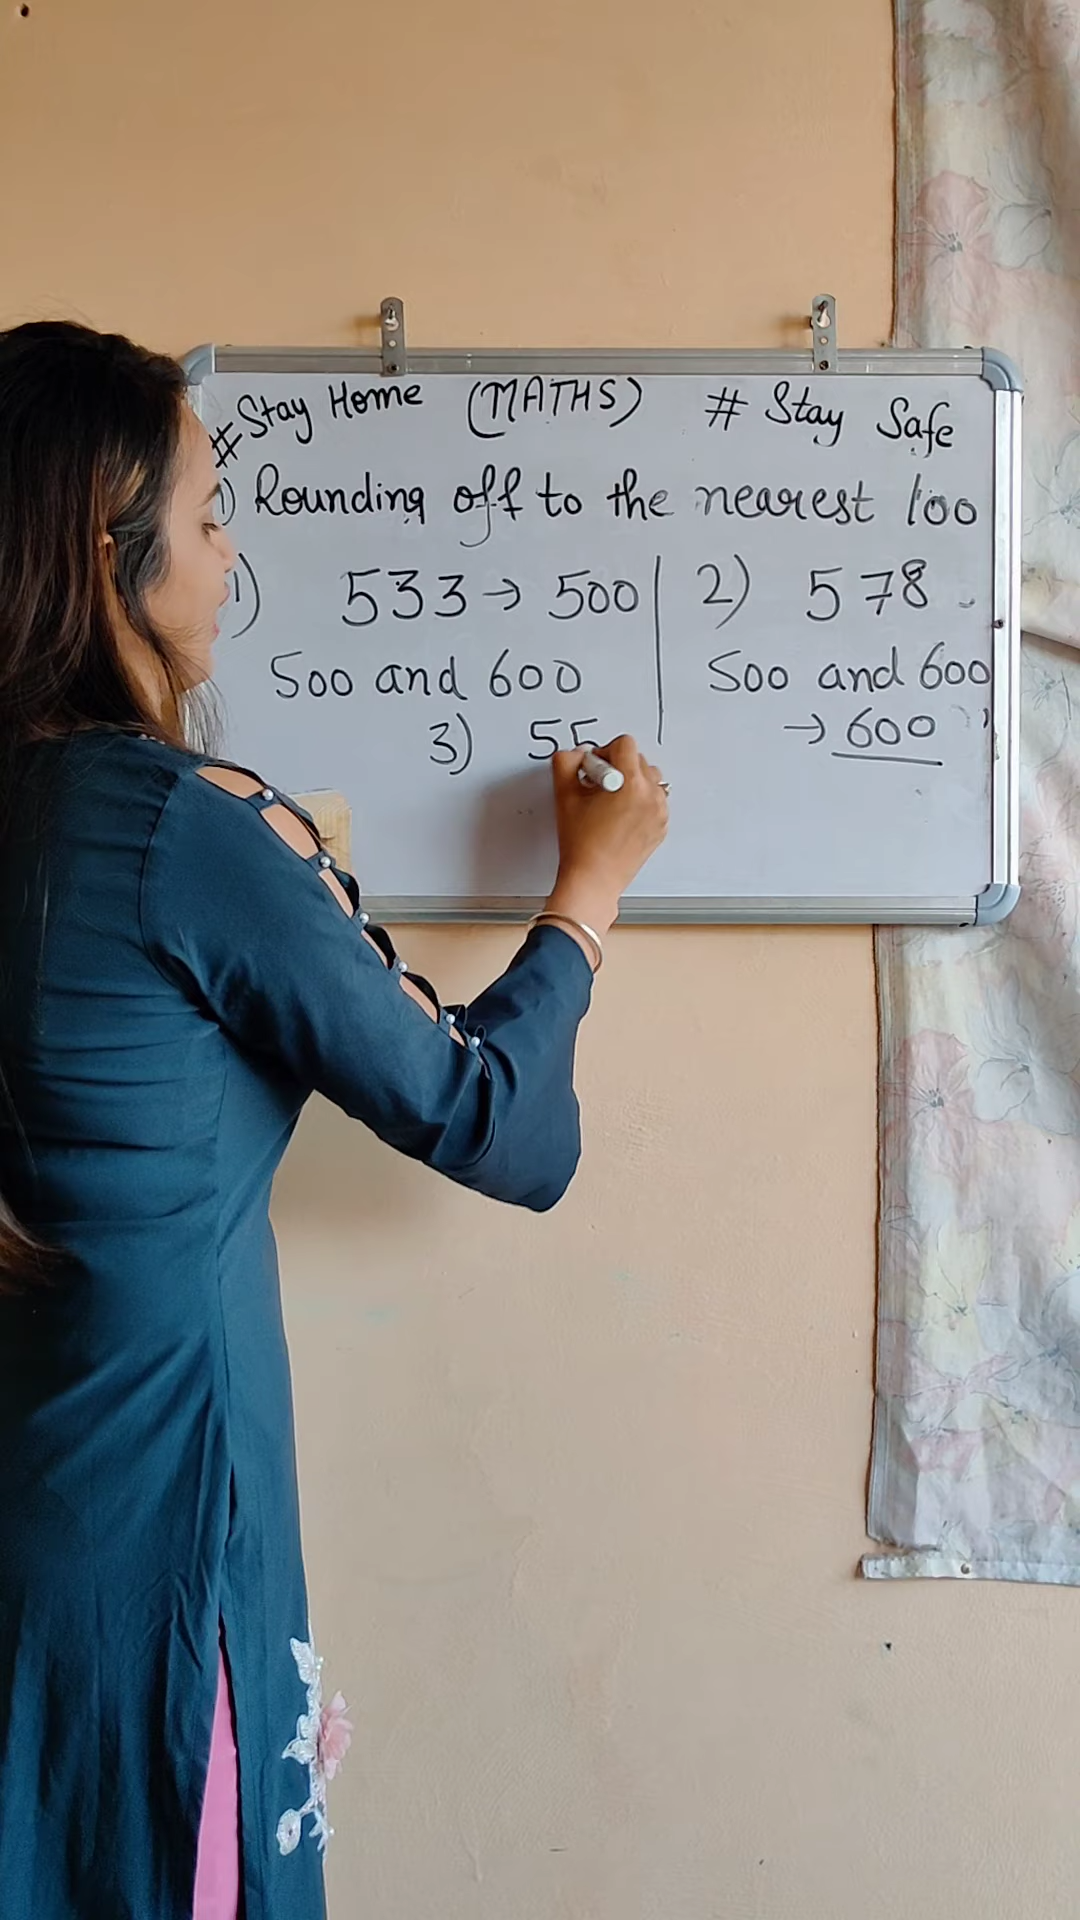 #Stay Home (MATHS) # Stay Safe
1) Rounding off to the nearest 100
1) 533 → 500 2) 578
500 and 600 500 and 600
3) 55 → 600